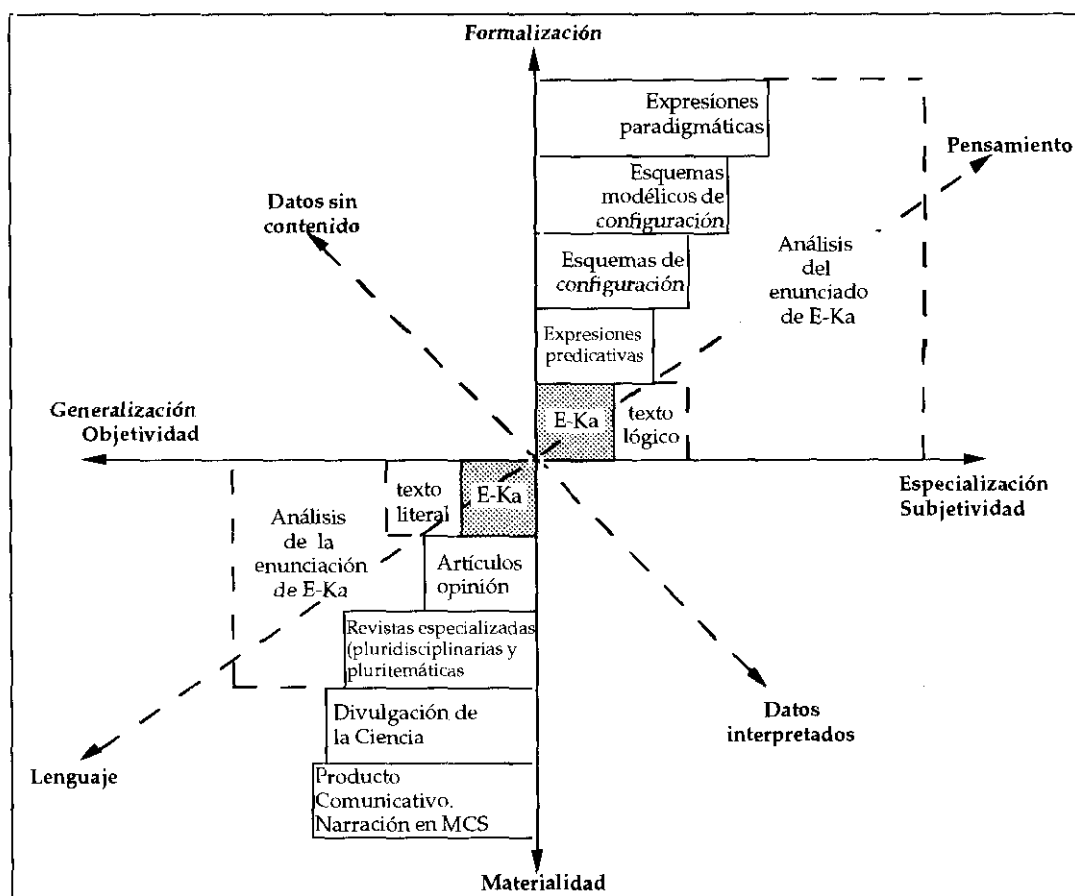 Formalización
Expresiones
paradigmáticas
Pensamiento
Esquemas
modélicos de
configuración
Datos sin
contenido
Análisis
del
enunciado
de E-Ka
Esquemas de
configuración
Expresiones
predicativas
Generalización
Objetividad
E-Ka
texto
lógico
Especialización
Subjetividad
texto
literal
E-Ka
Análisis
de la
enunciación
de E-Ka
Artículos
opinión
Revistas especializadas
(pluridisciplinarias y
pluritemáticas
Datos
interpretados
Divulgación de
la Ciencia
Lenguaje
Producto
Comunicativo.
Narración en MCS
Materialidad